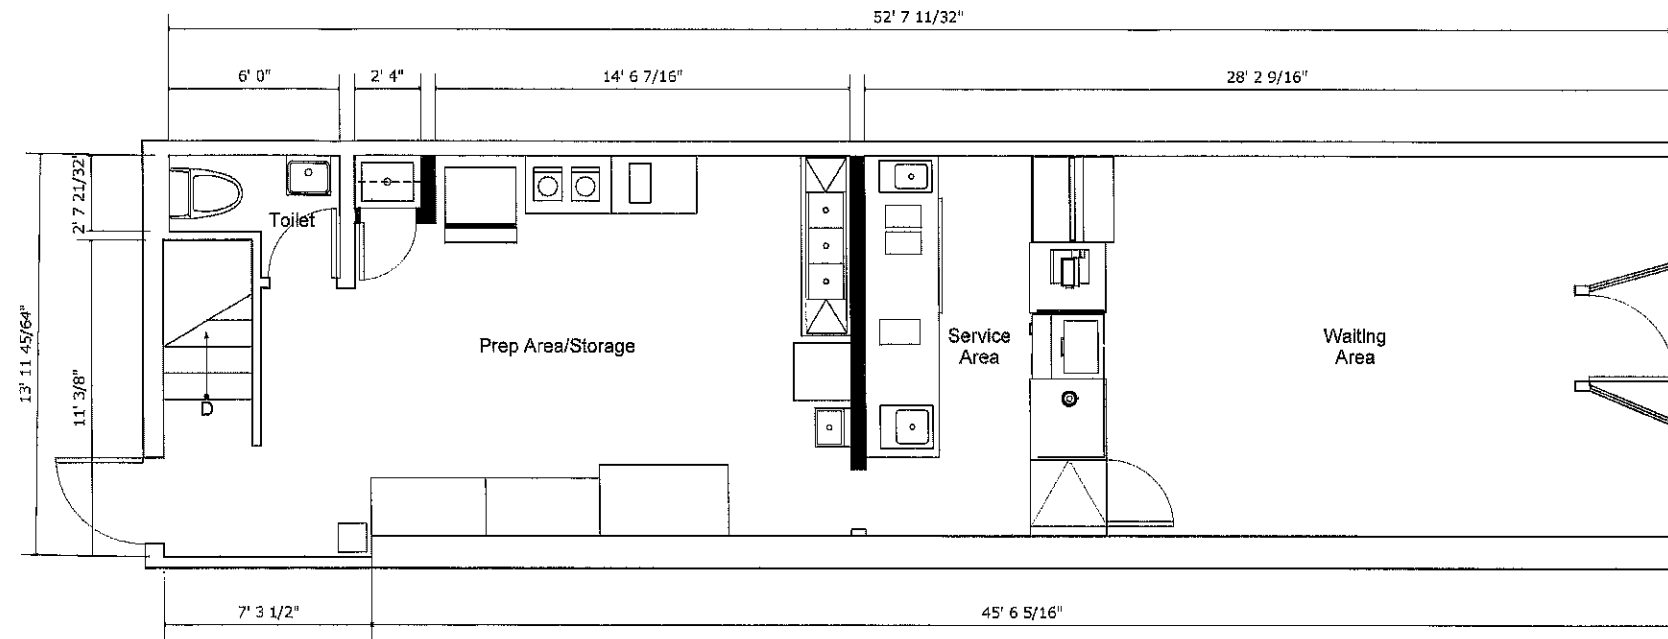 52' 7 11/32"
6' 0"
2' 4"
14' 6 7/16"
28' 2 9/16"
2' 7 21/32"
Toilet
13' 11 45/64"
11' 3/8"
D
Prep Area/Storage
Service
Area
Waiting
Area
7' 3 1/2"
45' 6 5/16"